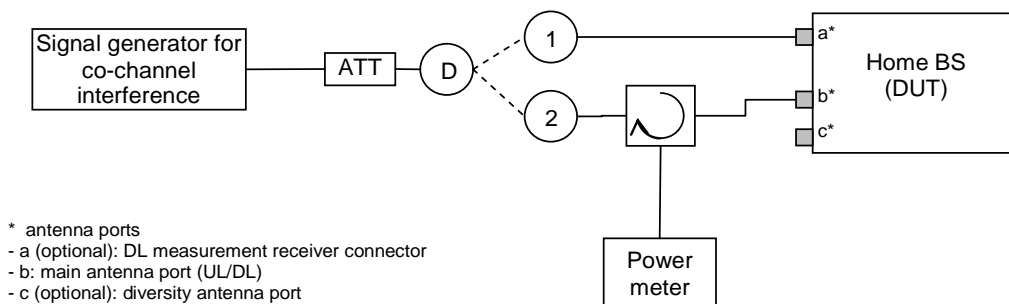 Signal generator for
co-channel
interference
ATT
D
1
2
a*
b*
c*
Home BS
(DUT)
Power
meter
* antenna ports
- a (optional): DL measurement receiver connector
- b: main antenna port (UL/DL)
- c (optional): diversity antenna port